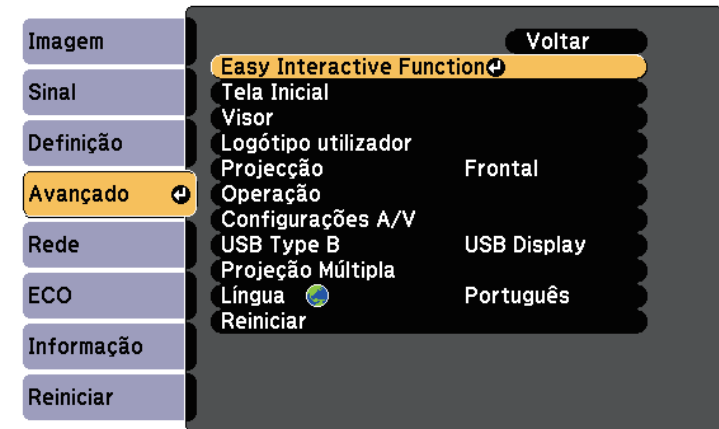 Imagem
Sinal
Definição
Avançado
Rede
ECO
Informação
Reiniciar
Voltar
Easy Interactive Function
Tela Inicial
Visor
Logótipo utilizador
Projecção Frontal
Operação
Configurações A/V
USB Type B USB Display
Projeção Múltipla
Língua Português
Reiniciar